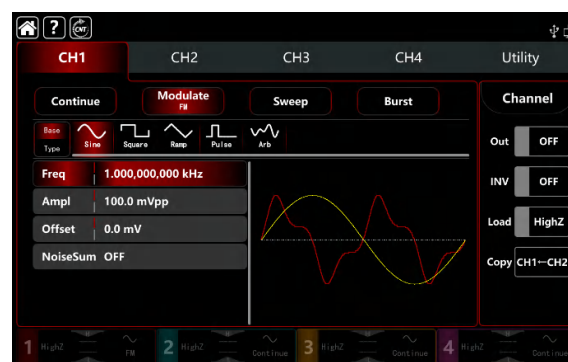 ? CNT
CH1 CH2 CH3 CH4 Utility
Continue Modulate Sweep Burst Channel
FM
Base
Type Sine Square Ramp Pulse Arb
Out OFF
Freq 1.000,000,000 kHz
INV OFF
Ampl 100.0 mVpp
Offset 0.0 mV
Load HighZ
NoiseSum OFF
Copy CH1←CH2
1 HighZ FM 2 HighZ Continue 3 HighZ Continue 4 HighZ Continue